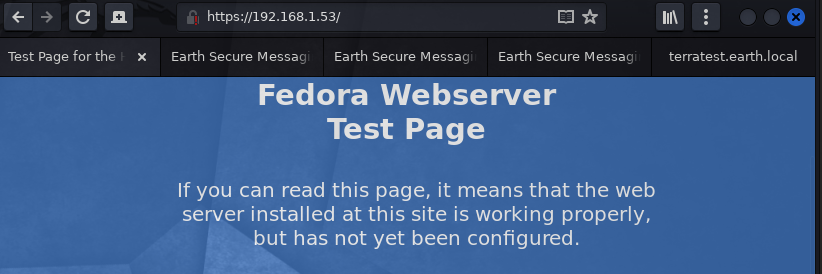 https://192.168.1.53/
Test Page for the
Earth Secure Messagi
Earth Secure Messagi
Earth Secure Messagi
terratest.earth.local
Fedora Webserver
Test Page
If you can read this page, it means that the web
server installed at this site is working properly,
but has not yet been configured.